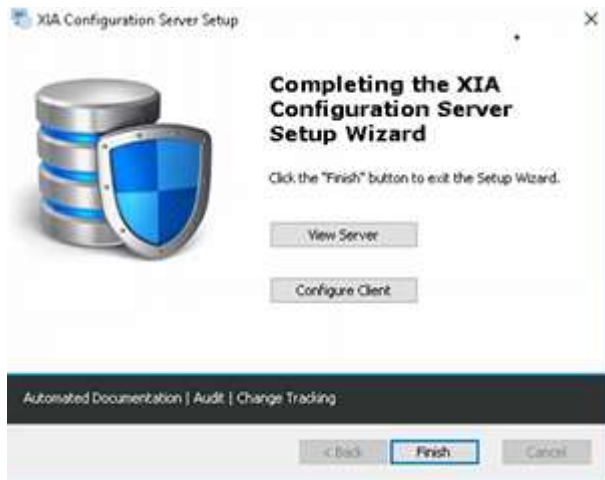 XIA Configuration Server Setup
Completing the XIA
Configuration Server
Setup Wizard
Click the "Finish" button to exit the Setup Wizard.
View Server
Configure Client
Automated Documentation | Audit | Change Tracking
< Back
Finish
Cancel